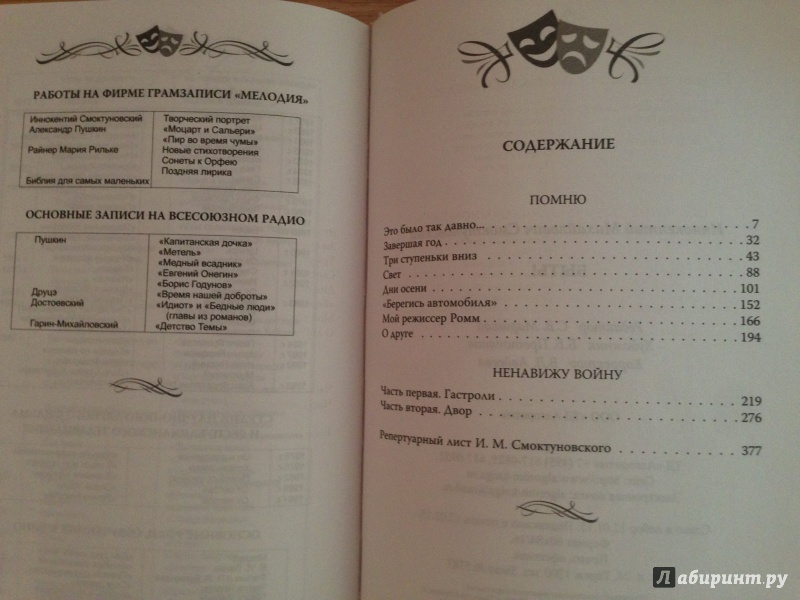 РАБОТЫ НА ФИРМЕ ГРАМЗАПИСИ «МЕЛОДИЯ»
Иннокентий Смоктуновский Творческий портрет
Александр Пушкин «Моцарт и Сальери»
«Пир во время чумы»
Райнер Мария Рильке Новые стихотворения
Сонеты к Орфею
Поздняя лирика
Библия для самых маленьких
ОСНОВНЫЕ ЗАПИСИ НА ВСЕСОЮЗНОМ РАДИО
Пушкин «Капитанская дочка»
«Метель»
«Медный всадник»
«Евгений Онегин»
«Борис Годунов»
Друцэ «Время нашей доброты»
Достоевский «Идиот» и «Бедные люди»
(главы из романов)
Гарин-Михайловский «Детство Темы»
СОДЕРЖАНИЕ
ПОМНЮ
Это было так давно... 7
Завершая год 32
Три ступеньки вниз 43
Свет 88
Дни осени 101
«Берегись автомобиля» 152
Мой режиссер Ромм 166
О друге 194
НЕНАВИЖУ ВОЙНУ
Часть первая. Гастроли 219
Часть вторая. Двор 276
Репертуарный лист И. М. Смоктуновского 377
Лабиринт.ру